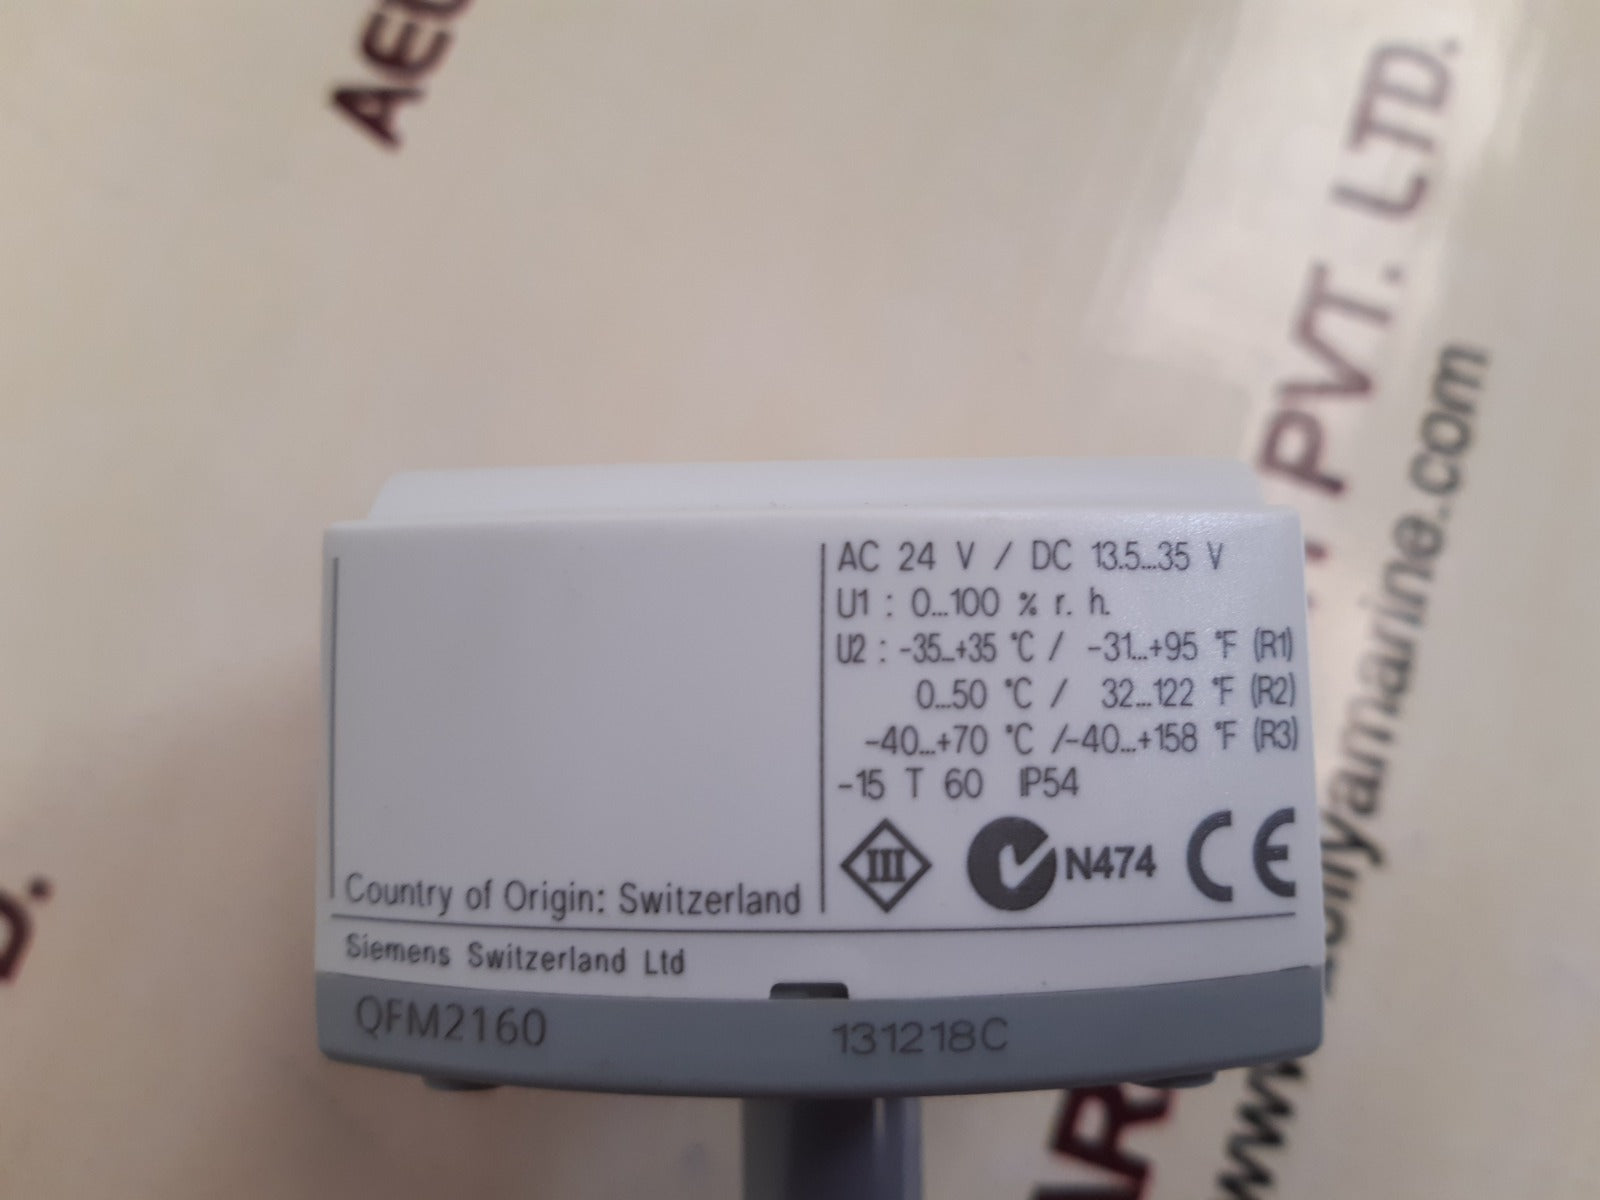 AC 24 V / DC 13.5...35 V
U1 : 0...100 % r. h.
U2 : -35...+35 °C / -31...+95 °F (R1)
0...50 °C / 32...122 °F (R2)
-40...+70 °C /-40...+158 °F (R3)
-15 T 60 IP54
III
N474 CE
Country of Origin: Switzerland
Siemens Switzerland Ltd
QFM2160
131218C
PVT. LTD.